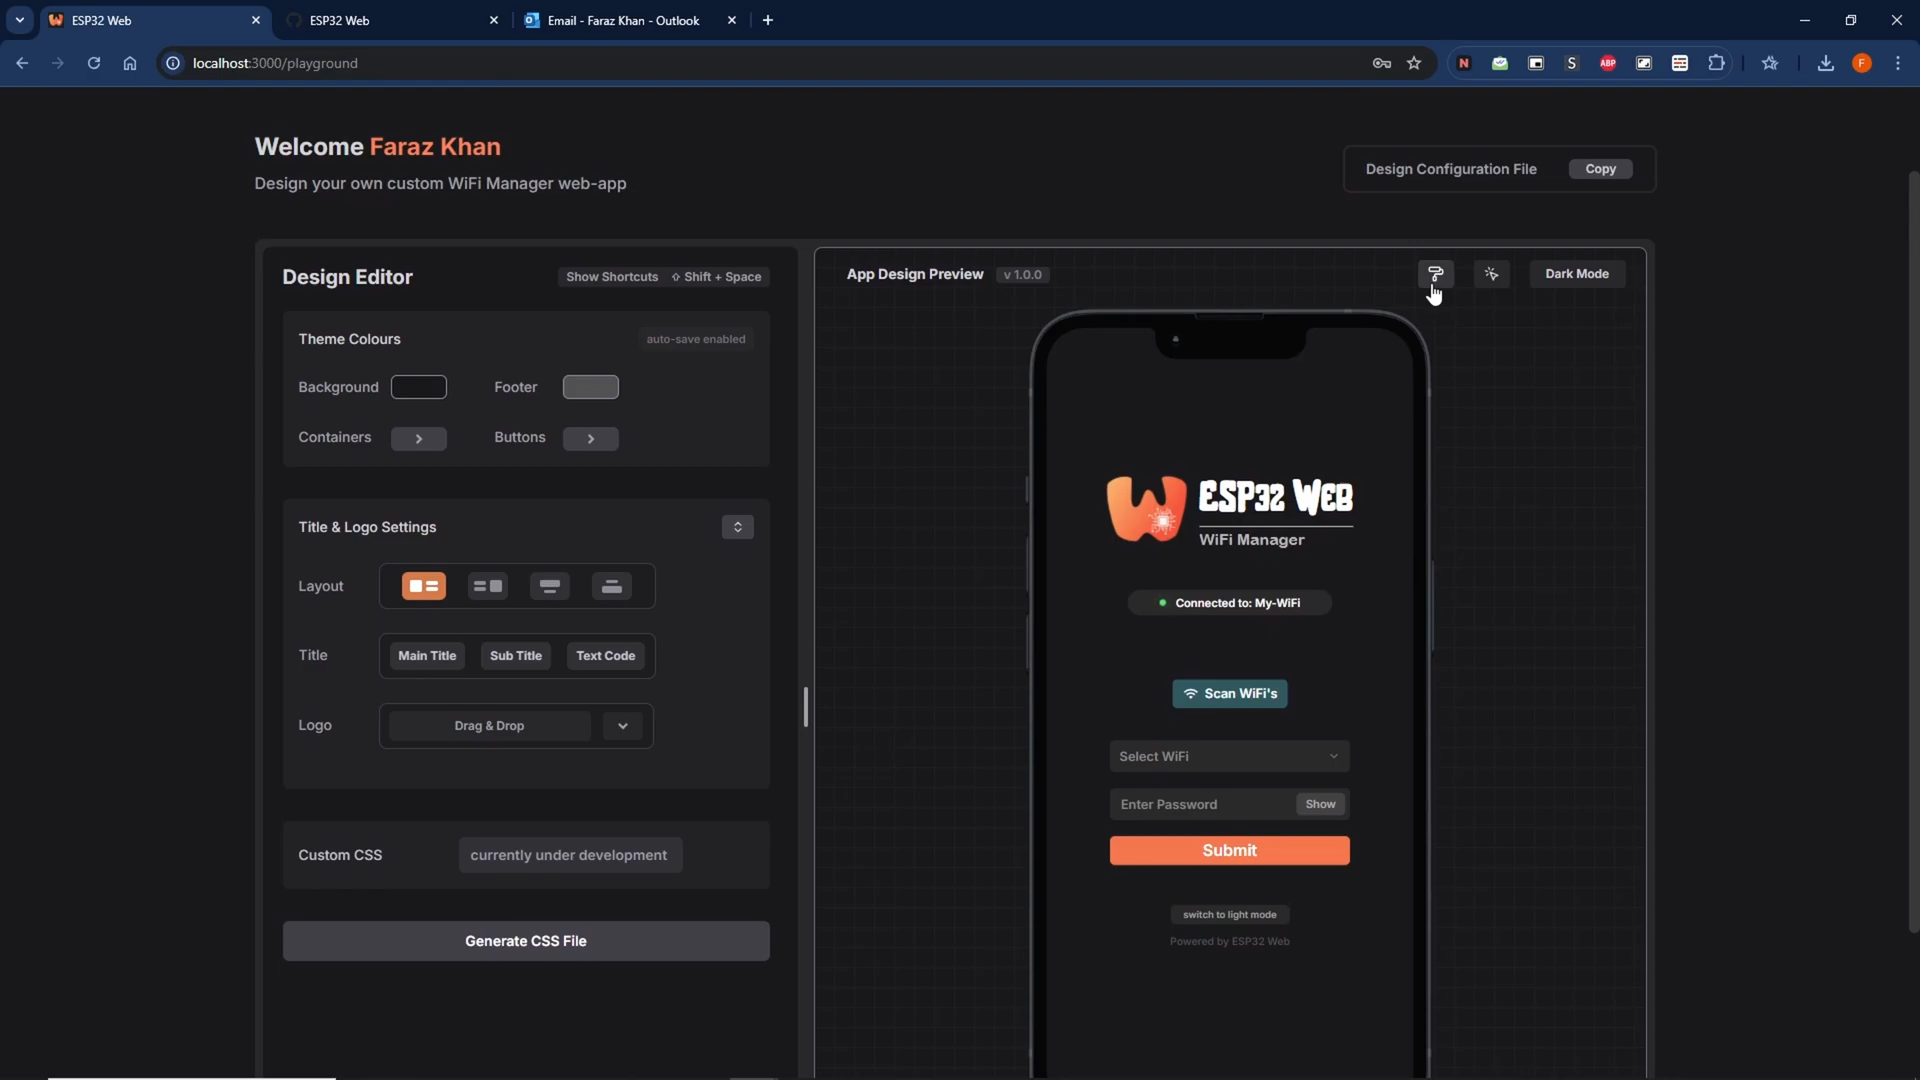 ESP32 Web
ESP32 Web
Email - Faraz Khan - Outlook
localhost:3000/playground
N
S
ABP
F
Welcome Faraz Khan
Design your own custom WiFi Manager web-app
Design Configuration File
Copy
Design Editor
Show Shortcuts
Shift + Space
App Design Preview
v 1.0.0
Dark Mode
Theme Colours
auto-save enabled
Background
Footer
Containers
Buttons
Title & Logo Settings
Layout
Title
Main Title
Sub Title
Text Code
Logo
Drag & Drop
Custom CSS
currently under development
Generate CSS File
ESP32 WEB
WiFi Manager
Connected to: My-WiFi
Scan WiFi's
Select WiFi
Enter Password
Show
Submit
switch to light mode
Powered by ESP32 Web